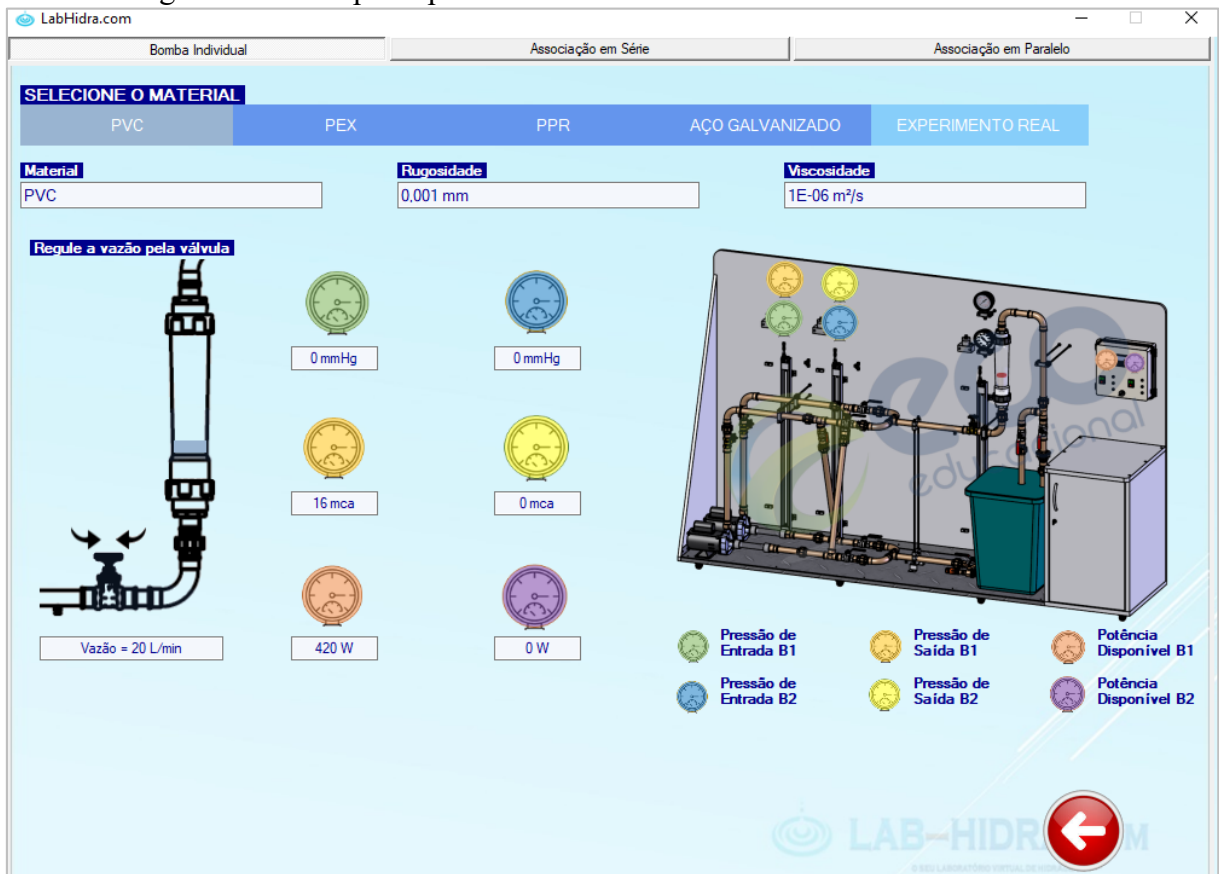 LabHidra.com
Bomba Individual
Associação em Série
Associação em Paralelo
SELECIONE O MATERIAL
PVC
PEX
PPR
AÇO GALVANIZADO
EXPERIMENTO REAL
Material
Rugosidade
Viscosidade
PVC
0,001 mm
1E-06 m²/s
Regule a vazão pela válvula
0 mmHg
0 mmHg
16 mca
0 mca
Vazão = 20 L/min
420 W
0 W
educacional
Pressão de
Entrada B1
Pressão de
Saída B1
Potência
Disponível B1
Pressão de
Entrada B2
Pressão de
Saída B2
Potência
Disponível B2